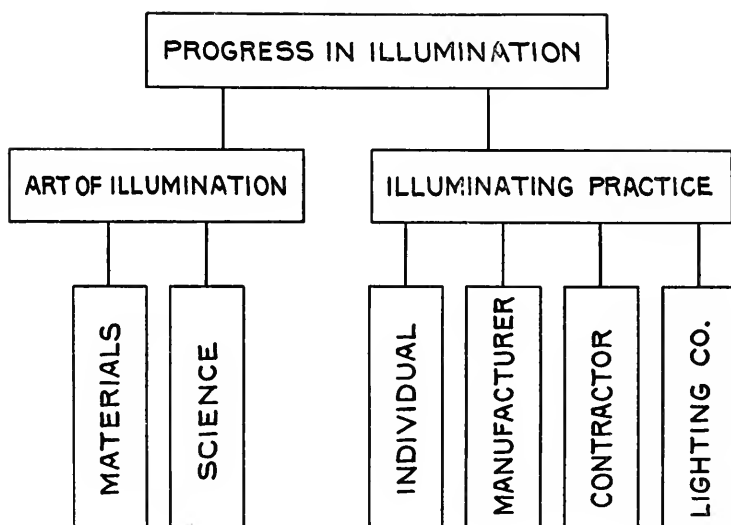 PROGRESS IN ILLUMINATION
ART OF ILLUMINATION
ILLUMINATING PRACTICE
MATERIALS
SCIENCE
INDIVIDUAL
MANUFACTURER
CONTRACTOR
LIGHTING CO.